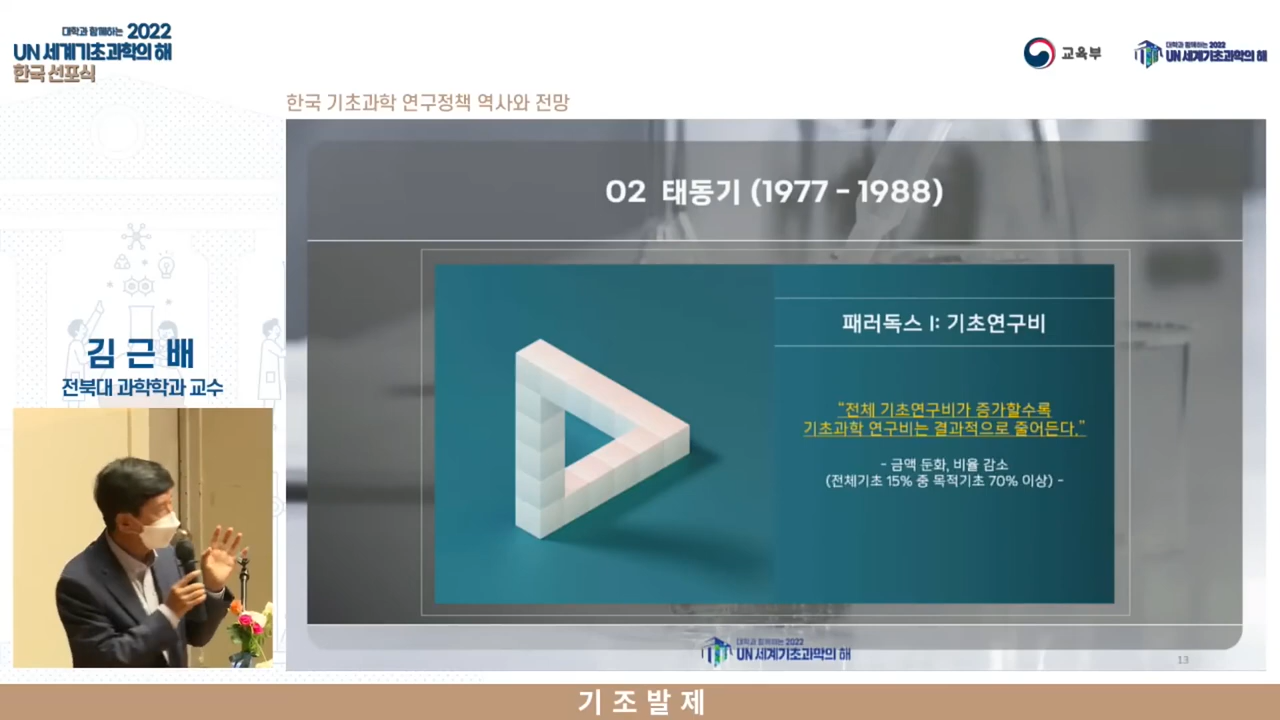 대학과 함께하는 2022
UN 세계기초과학의 해
한국 선포식
교육부
대학과 함께하는 2022
UN 세계기초과학의 해
한국 기초과학 연구정책 역사와 전망
02 태동기 (1977 - 1988)
패러독스 I: 기초연구비
“전체 기초연구비가 증가할수록
기초과학 연구비는 결과적으로 줄어든다.”
- 금액 둔화, 비율 감소
(전체기초 15% 중 목적기초 70% 이상) -
김근배
전북대 과학학과 교수
대학과 함께하는 2022
UN 세계기초과학의 해
13
기조발제